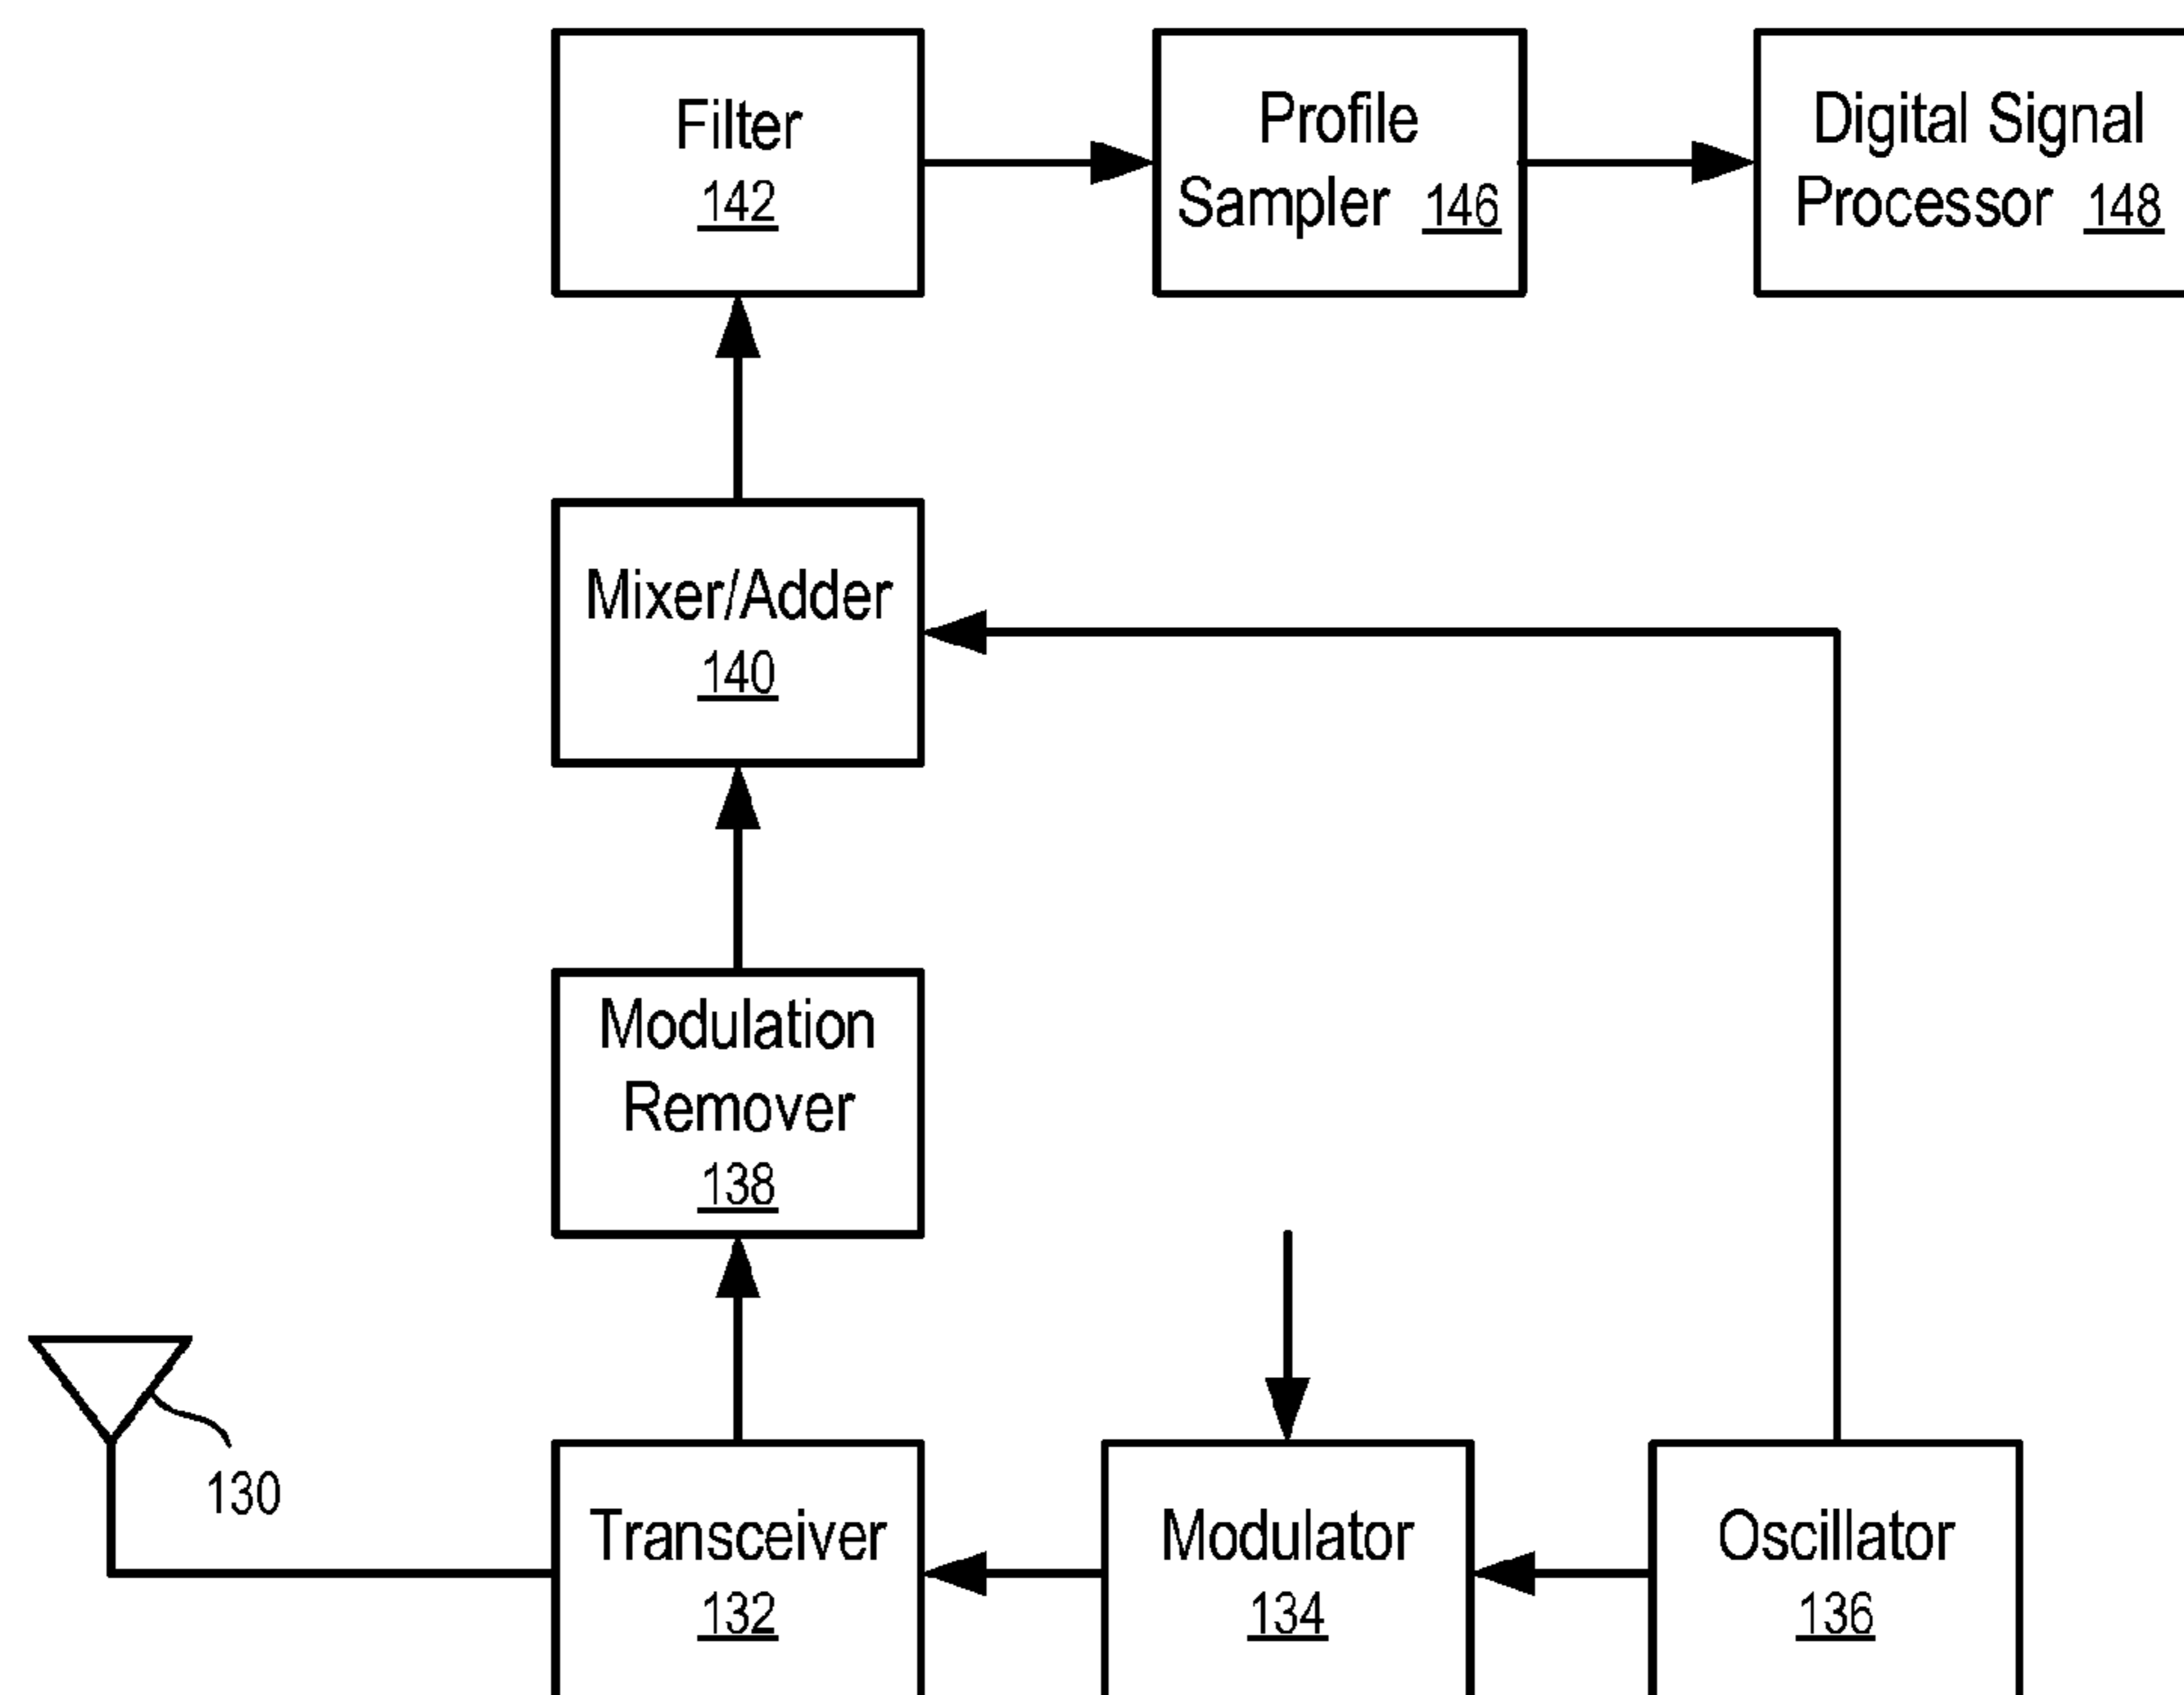 Filter
142
Profile
Sampler 146
Digital Signal
Processor 148
Mixer/Adder
140
Modulation
Remover
138
130
Transceiver
132
Modulator
134
Oscillator
136